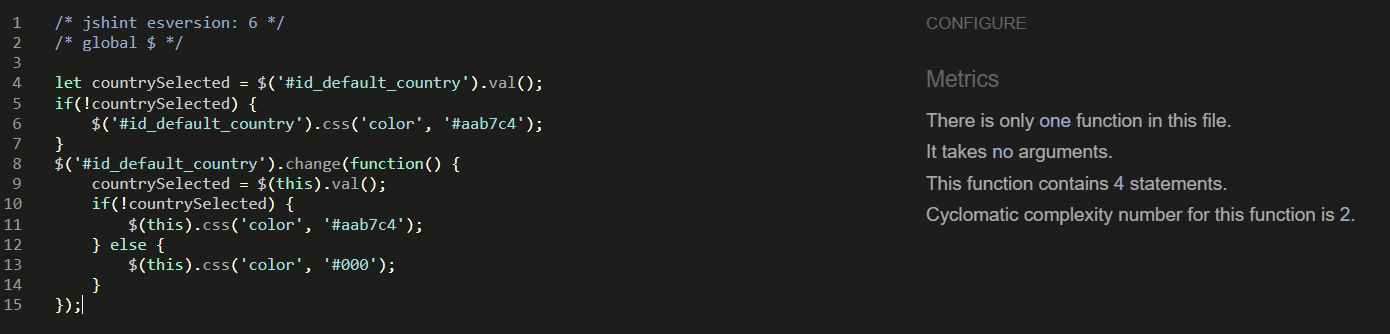 1 /* jshint esversion: 6 */
2 /* global $ */
3
4 let countrySelected = $('#id_default_country').val();
5 if(!countrySelected) {
6     $('#id_default_country').css('color', '#aab7c4');
7 }
8 $('#id_default_country').change(function() {
9     countrySelected = $(this).val();
10     if(!countrySelected) {
11         $(this).css('color', '#aab7c4');
12     } else {
13         $(this).css('color', '#000');
14     }
15 });
CONFIGURE
Metrics
There is only one function in this file.
It takes no arguments.
This function contains 4 statements.
Cyclomatic complexity number for this function is 2.